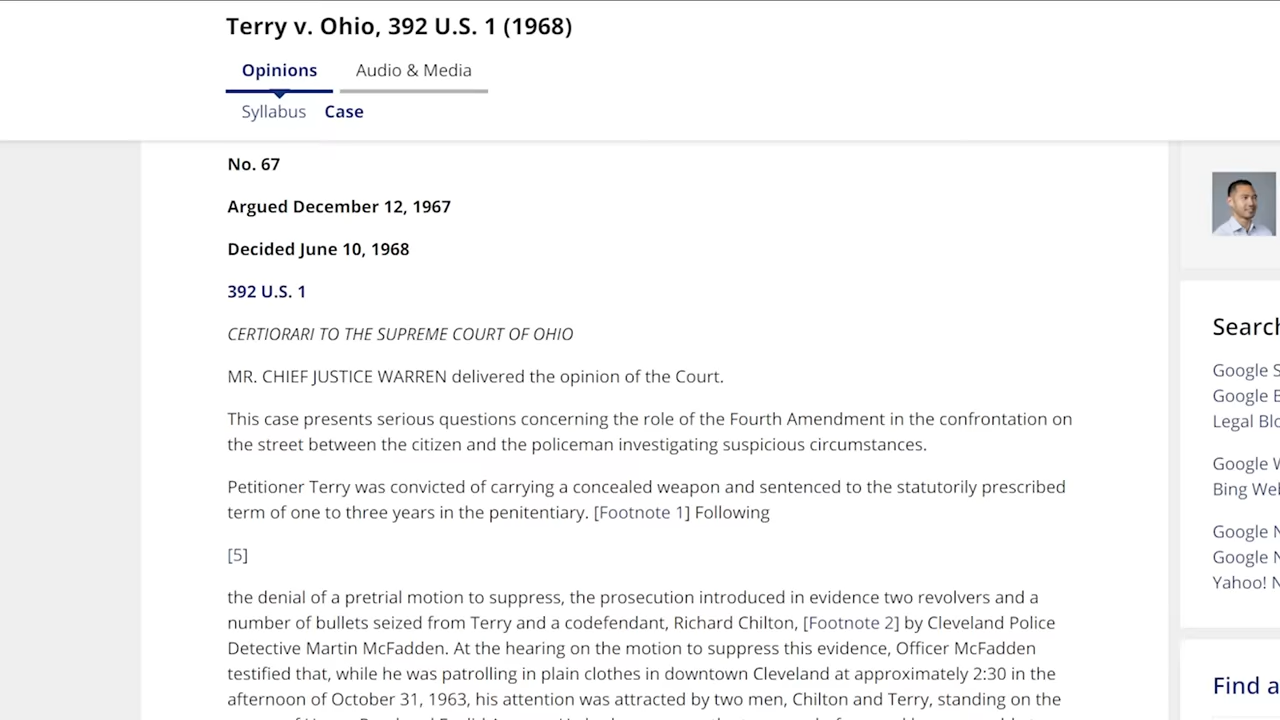 Terry v. Ohio, 392 U.S. 1 (1968)
Opinions
Audio & Media
Syllabus
Case
No. 67
Argued December 12, 1967
Decided June 10, 1968
392 U.S. 1
CERTIORARI TO THE SUPREME COURT OF OHIO
MR. CHIEF JUSTICE WARREN delivered the opinion of the Court.
This case presents serious questions concerning the role of the Fourth Amendment in the confrontation on
the street between the citizen and the policeman investigating suspicious circumstances.
Petitioner Terry was convicted of carrying a concealed weapon and sentenced to the statutorily prescribed
term of one to three years in the penitentiary. [Footnote 1] Following
[5]
the denial of a pretrial motion to suppress, the prosecution introduced in evidence two revolvers and a
number of bullets seized from Terry and a codefendant, Richard Chilton, [Footnote 2] by Cleveland Police
Detective Martin McFadden. At the hearing on the motion to suppress this evidence, Officer McFadden
testified that, while he was patrolling in plain clothes in downtown Cleveland at approximately 2:30 in the
afternoon of October 31, 1963, his attention was attracted by two men, Chilton and Terry, standing on the
Search
Google S
Google B
Legal Blo
Google W
Bing Web
Google N
Google N
Yahoo! N
Find a